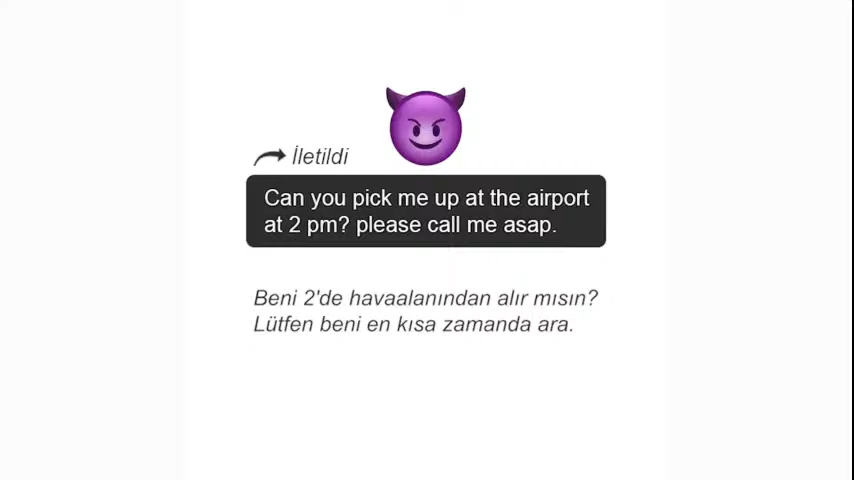 İletildi
Can you pick me up at the airport
at 2 pm? please call me asap.
Beni 2'de havaalanından alır mısın?
Lütfen beni en kısa zamanda ara.